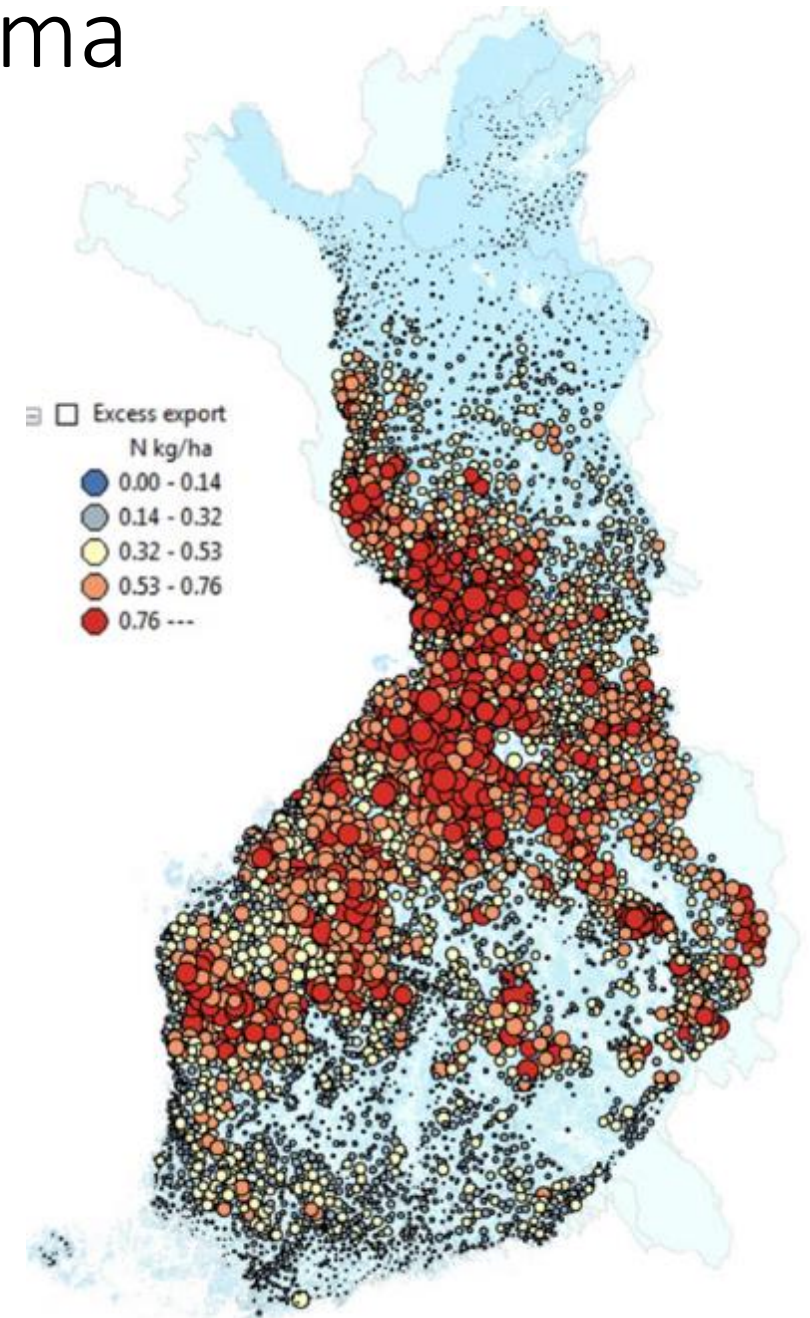 ma
Excess export
N kg/ha
0.00 - 0.14
0.14 - 0.32
0.32 - 0.53
0.53 - 0.76
0.76 ---